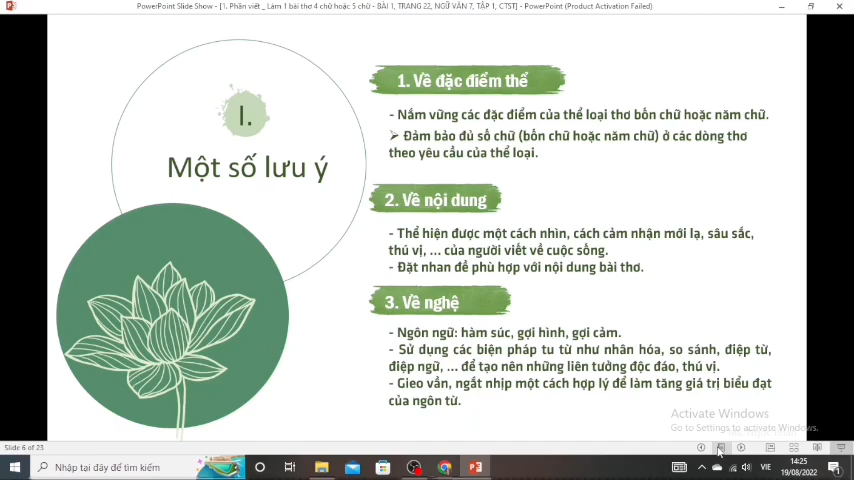 PowerPoint Slide Show - [1. Phần viết _ Làm 1 bài thơ 4 chữ hoặc 5 chữ - BÀI 1, TRANG 22, NGỮ VĂN 7, TẬP 1, CTST] - PowerPoint (Product Activation Failed)
I.
Một số lưu ý
1. Về đặc điểm thể
- Nắm vững các đặc điểm của thể loại thơ bốn chữ hoặc năm chữ.
➢ Đảm bảo đủ số chữ (bốn chữ hoặc năm chữ) ở các dòng thơ
theo yêu cầu của thể loại.
2. Về nội dung
- Thể hiện được một cách nhìn, cách cảm nhận mới lạ, sâu sắc,
thú vị, ... của người viết về cuộc sống.
- Đặt nhan đề phù hợp với nội dung bài thơ.
3. Về nghệ
- Ngôn ngữ: hàm súc, gợi hình, gợi cảm.
- Sử dụng các biện pháp tu từ như nhân hóa, so sánh, điệp từ,
điệp ngữ, ... để tạo nên những liên tưởng độc đáo, thú vị.
- Gieo vần, ngắt nhịp một cách hợp lý để làm tăng giá trị biểu đạt
của ngôn từ.
Activate Windows
Go to Settings to activate Windows.
Slide 6 of 23
Nhập tại đây để tìm kiếm
VIE
14:25
19/08/2022